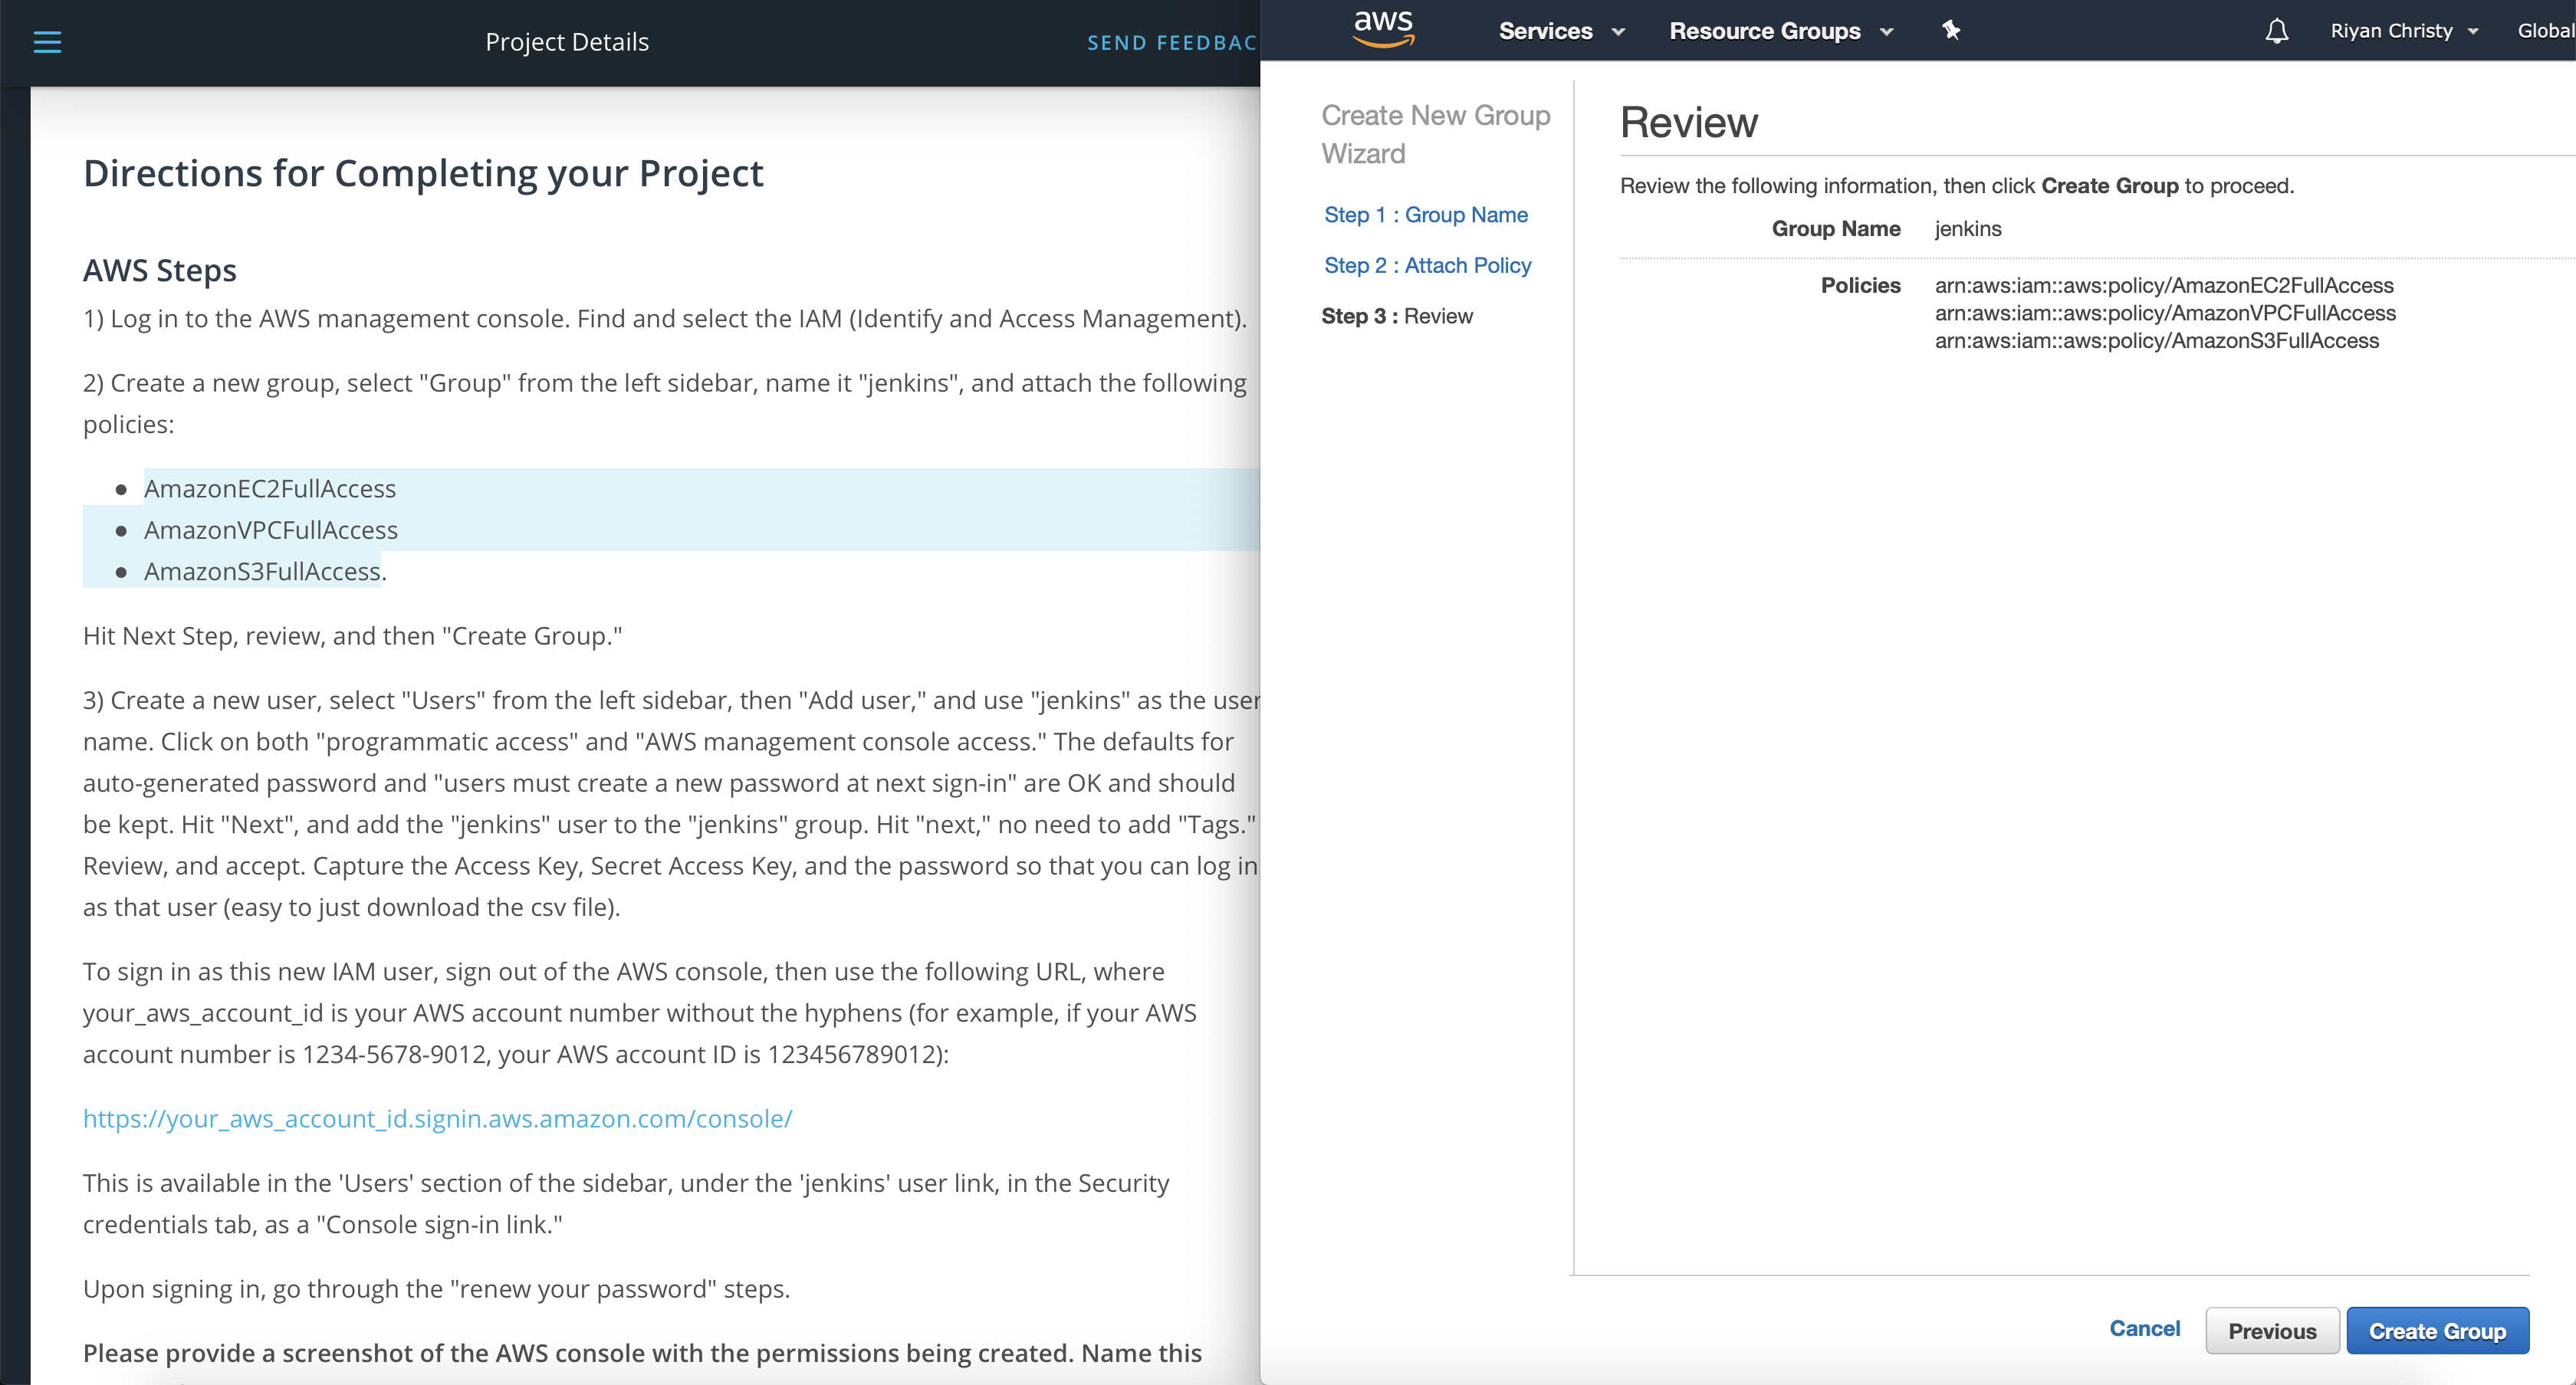 Project Details
SEND FEEDBAC
Directions for Completing your Project
AWS Steps
1) Log in to the AWS management console. Find and select the IAM (Identify and Access Management).
2) Create a new group, select "Group" from the left sidebar, name it "jenkins", and attach the following
policies:
● AmazonEC2FullAccess
● AmazonVPCFullAccess
● AmazonS3FullAccess.
Hit Next Step, review, and then "Create Group."
3) Create a new user, select "Users" from the left sidebar, then "Add user," and use "jenkins" as the user
name. Click on both "programmatic access" and "AWS management console access." The defaults for
auto-generated password and "users must create a new password at next sign-in" are OK and should
be kept. Hit "Next", and add the "jenkins" user to the "jenkins" group. Hit "next," no need to add "Tags."
Review, and accept. Capture the Access Key, Secret Access Key, and the password so that you can log in
as that user (easy to just download the csv file).
To sign in as this new IAM user, sign out of the AWS console, then use the following URL, where
your_aws_account_id is your AWS account number without the hyphens (for example, if your AWS
account number is 1234-5678-9012, your AWS account ID is 123456789012):
https://your_aws_account_id.signin.aws.amazon.com/console/
This is available in the 'Users' section of the sidebar, under the 'jenkins' user link, in the Security
credentials tab, as a "Console sign-in link."
Upon signing in, go through the "renew your password" steps.
Please provide a screenshot of the AWS console with the permissions being created. Name this
aws
Services
Resource Groups
Riyan Christy
Global
Create New Group
Wizard
Step 1 : Group Name
Step 2 : Attach Policy
Step 3 : Review
Review
Review the following information, then click Create Group to proceed.
Group Name jenkins
Policies arn:aws:iam::aws:policy/AmazonEC2FullAccess
arn:aws:iam::aws:policy/AmazonVPCFullAccess
arn:aws:iam::aws:policy/AmazonS3FullAccess
Cancel
Previous
Create Group